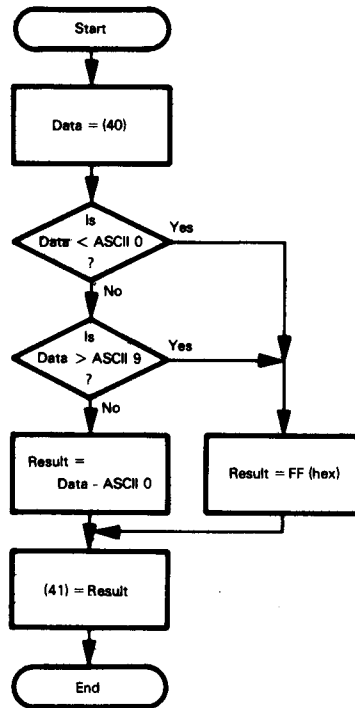 Start
Data = (40)
Is
Data < ASCII 0
?
Yes
No
Is
Data > ASCII 9
?
Yes
No
Result =
Data - ASCII 0
Result = FF (hex)
(41) = Result
End